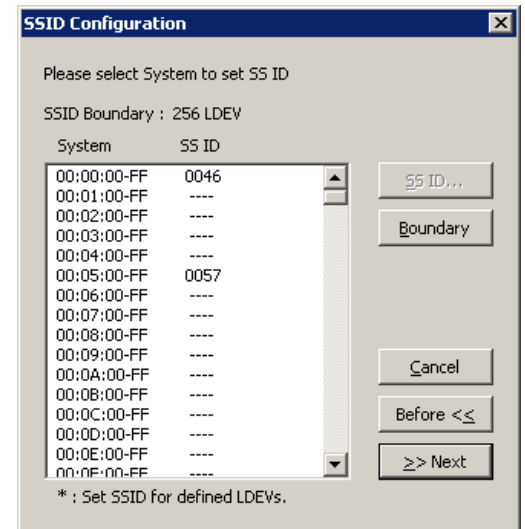 SSID Configuration
Please select System to set SS ID
SSID Boundary : 256 LDEV
System SS ID
00:00:00-FF 0046
00:01:00-FF ----
00:02:00-FF ----
00:03:00-FF ----
00:04:00-FF ----
00:05:00-FF 0057
00:06:00-FF ----
00:07:00-FF ----
00:08:00-FF ----
00:09:00-FF ----
00:0A:00-FF ----
00:0B:00-FF ----
00:0C:00-FF ----
00:0D:00-FF ----
00:0E:00-FF ----
00:0F:00-FF ----
SS ID...
Boundary
Cancel
Before <<
>> Next
* : Set SSID for defined LDEVs.